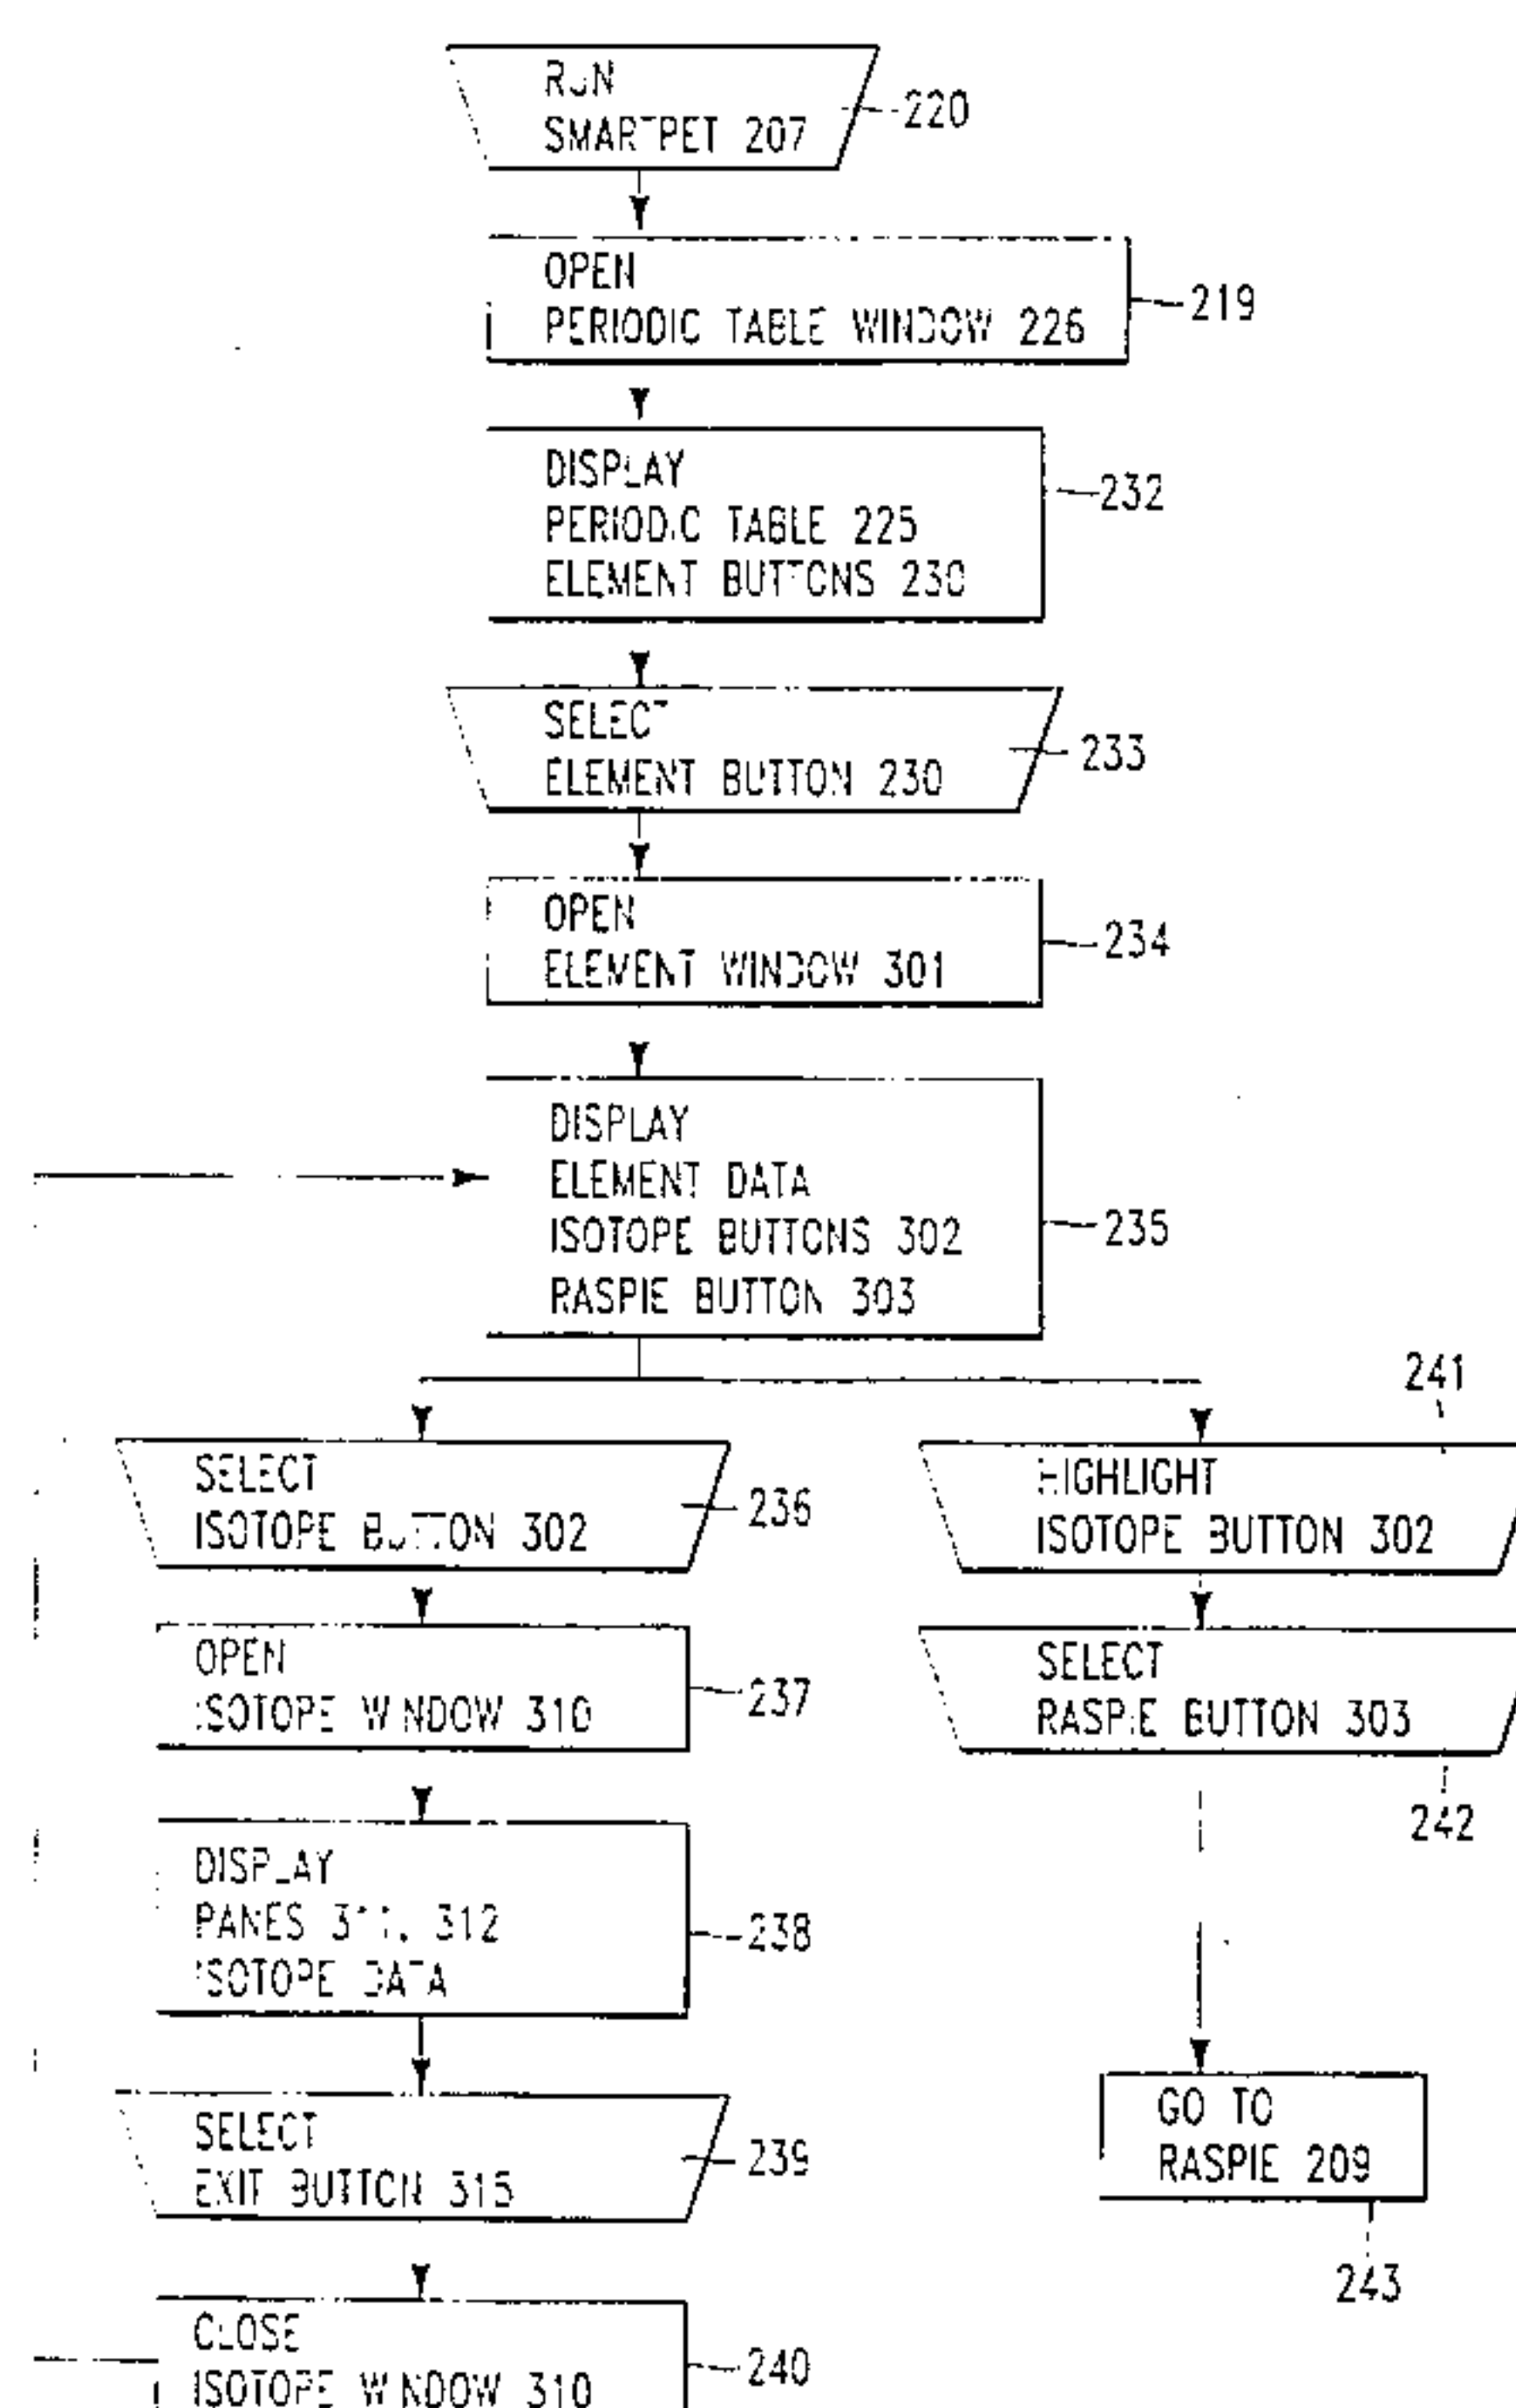 RUN
SMARTPET 207
220
OPEN
PERIODIC TABLE WINDOW 226
219
DISPLAY
PERIODIC TABLE 225
ELEMENT BUTTONS 230
232
SELECT
ELEMENT BUTTON 230
233
OPEN
ELEMENT WINDOW 301
234
DISPLAY
ELEMENT DATA
ISOTOPE BUTTONS 302
RASPIE BUTTON 303
235
SELECT
ISOTOPE BUTTON 302
236
241
HIGHLIGHT
ISOTOPE BUTTON 302
OPEN
ISOTOPE WINDOW 310
237
SELECT
RASPIE BUTTON 303
242
DISPLAY
PANES 311, 312
ISOTOPE DATA
238
SELECT
EXIT BUTTON 315
239
GO TO
RASPIE 209
243
CLOSE
ISOTOPE WINDOW 310
240